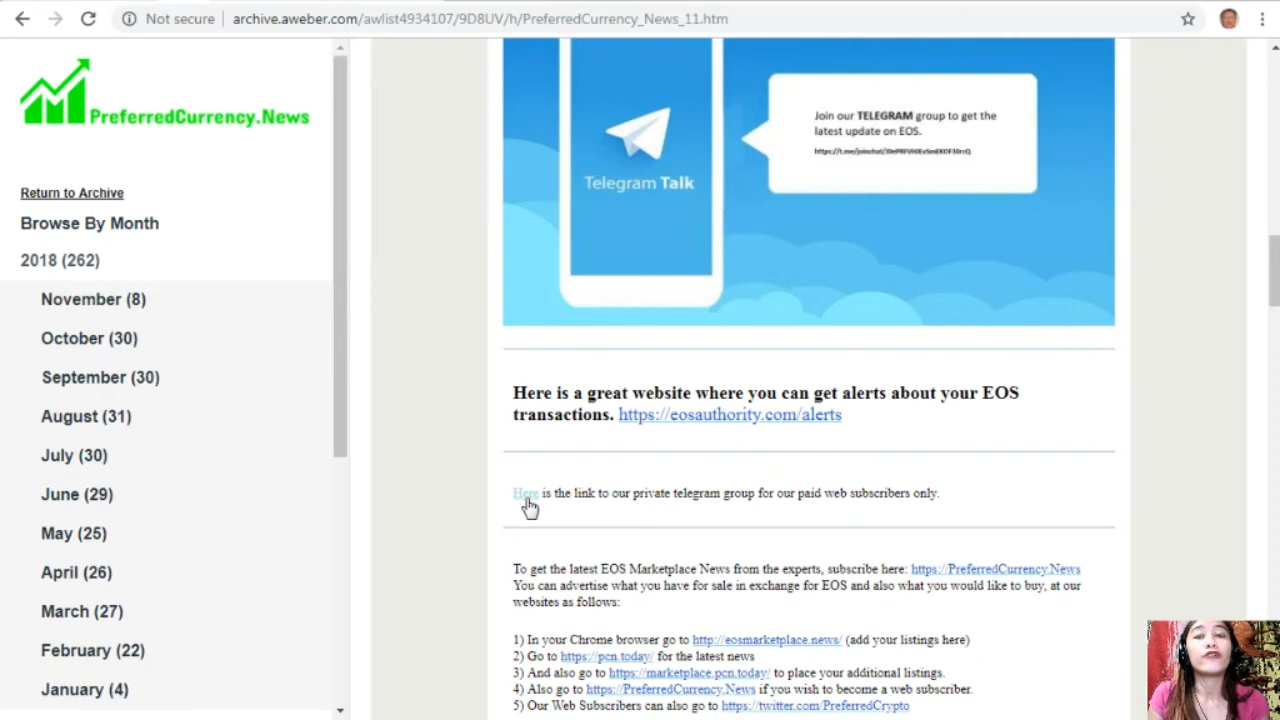 Not secure
archive.aweber.com/awlist4934107/9D8UV/h/PreferredCurrency_News_11.htm
PreferredCurrency.News
Return to Archive
Browse By Month
2018 (262)
November (8)
October (30)
September (30)
August (31)
July (30)
June (29)
May (25)
April (26)
March (27)
February (22)
January (4)
Telegram Talk
Join our TELEGRAM group to get the
latest update on EOS.
Here is a great website where you can get alerts about your EOS
transactions. https://eosauthority.com/alerts
Here is the link to our private telegram group for our paid web subscribers only.
To get the latest EOS Marketplace News from the experts, subscribe here: https://PreferredCurrency.News
You can advertise what you have for sale in exchange for EOS and also what you would like to buy, at our
websites as follows:
1) In your Chrome browser go to http://eosmarketplace.news/ (add your listings here)
2) Go to https://pcn.today/ for the latest news
3) And also go to https://marketplace.pcn.today/ to place your additional listings.
4) Also go to https://PreferredCurrency.News if you wish to become a web subscriber.
5) Our Web Subscribers can also go to https://twitter.com/PreferredCrypto